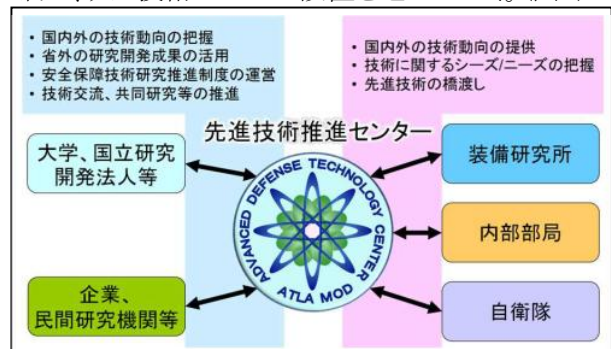 ・国内外の技術動向の把握
・省外の研究開発成果の活用
・安全保障技術研究推進制度の運営
・技術交流、共同研究等の推進
・国内外の技術動向の提供
・技術に関するシーズ/ニーズの把握
・先進技術の橋渡し
先進技術推進センター
大学、国立研究
開発法人等
企業、
民間研究機関等
ADVANCED DEFENSE TECHNOLOGY CENTER
ATLA MOD
装備研究所
内部部局
自衛隊